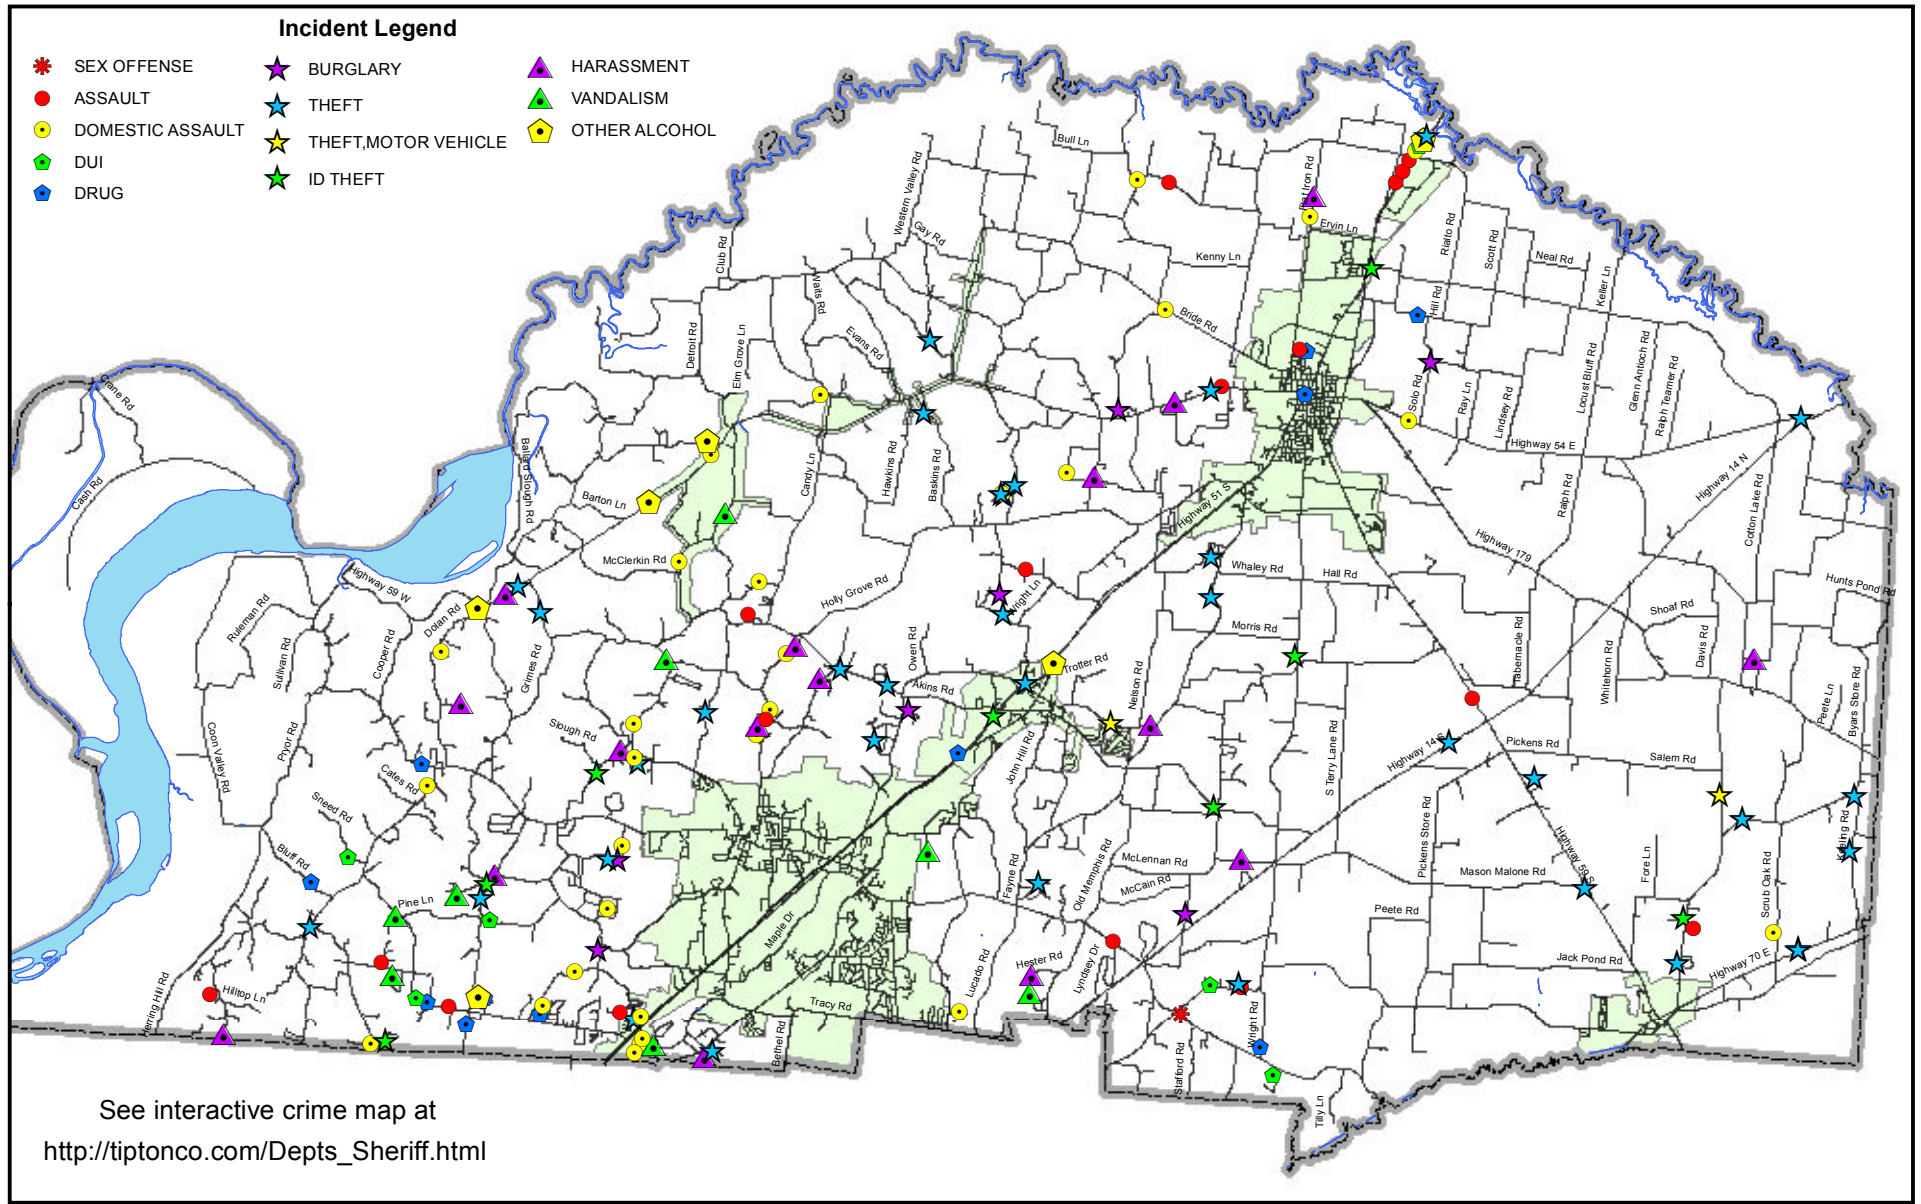 Incident Legend
SEX OFFENSE
ASSAULT
DOMESTIC ASSAULT
DUI
DRUG
BURGLARY
THEFT
THEFT,MOTOR VEHICLE
ID THEFT
HARASSMENT
VANDALISM
OTHER ALCOHOL
Bull Ln
Western Valley Rd
Gay Rd
Club Rd
Ervin Ln
Kenny Ln
Rialto Rd
Scott Rd
Neal Rd
Keller Ln
Hill Rd
Bride Rd
Waits Rd
Evans Rd
Elm Grove Ln
Detroit Rd
Crane Rd
Cash Rd
Solo Rd
Ray Ln
Lindsey Rd
Locust Bluff Rd
Glenn Antioch Rd
Ralph Teamer Rd
Highway 54 E
Highway 14 N
Ballard Slough Rd
Barton Ln
Candy Ln
Hawkins Rd
Baskins Rd
Highway 51 S
Ralph Rd
Cotton Lake Rd
Highway 179
McClerkin Rd
Highway 59 W
Dolan Rd
Holly Grove Rd
Whaley Rd
Hall Rd
Hunts Pond Rd
Shoaf Rd
Ruleman Rd
Sullivan Rd
Cooper Rd
Grimes Rd
Owen Rd
Akins Rd
Trotter Rd
Nelson Rd
Morris Rd
Tabernacle Rd
Whitehorn Rd
Davis Rd
Peete Ln
Byars Store Rd
Coon Valley Rd
Pryor Rd
Slough Rd
Cates Rd
Sneed Rd
John Hill Rd
S Terry Lane Rd
Highway 14 S
Pickens Rd
Salem Rd
Pickens Store Rd
Highway 59 S
Bluff Rd
Pine Ln
Maple Dr
Fayne Rd
Old Memphis Rd
McLennan Rd
McCain Rd
Mason Malone Rd
Fore Ln
Scrub Oak Rd
Peete Rd
Herring Hill Rd
Hilltop Ln
Tracy Rd
Bethel Rd
Lucado Rd
Hester Rd
Lyndsey Dr
Jack Pond Rd
Highway 70 E
Wright Rd
Stafford Rd
Tilly Ln
See interactive crime map at
http://tiptonco.com/Depts_Sheriff.html